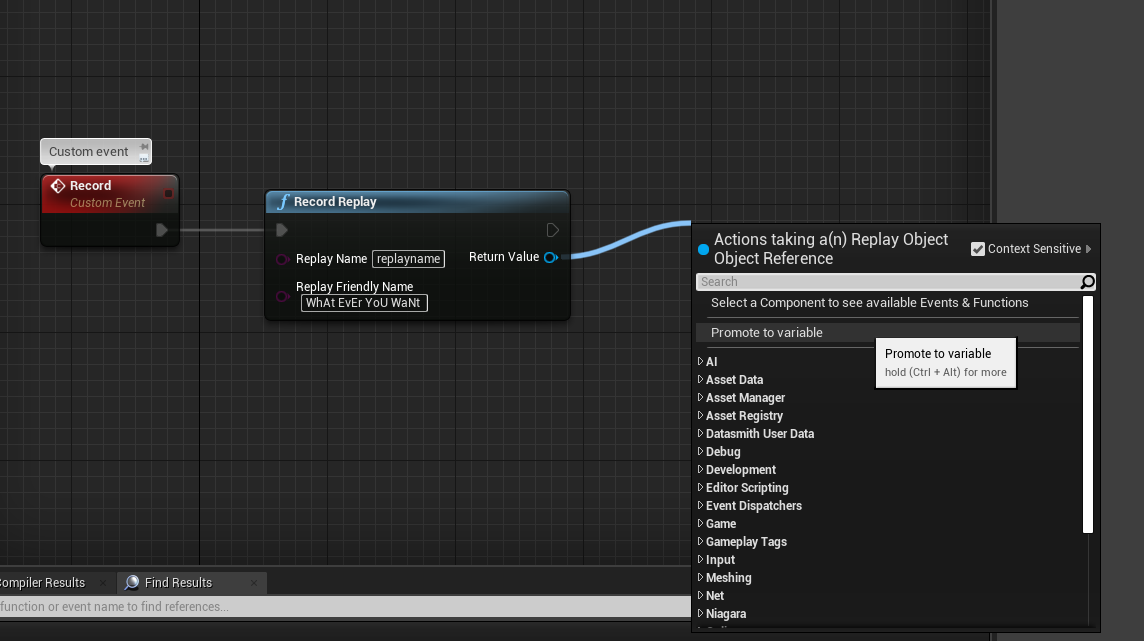 Custom event
Record
Custom Event
Record Replay
Replay Name replayname
Return Value
Replay Friendly Name
WhAt EvEr YoU WaNt
Actions taking a(n) Replay Object
Object Reference
Context Sensitive
Search
Select a Component to see available Events & Functions
Promote to variable
Promote to variable
hold (Ctrl + Alt) for more
AI
Asset Data
Asset Manager
Asset Registry
Datasmith User Data
Debug
Development
Editor Scripting
Event Dispatchers
Game
Gameplay Tags
Input
Meshing
Net
Niagara
ompiler Results
Find Results
function or event name to find references...